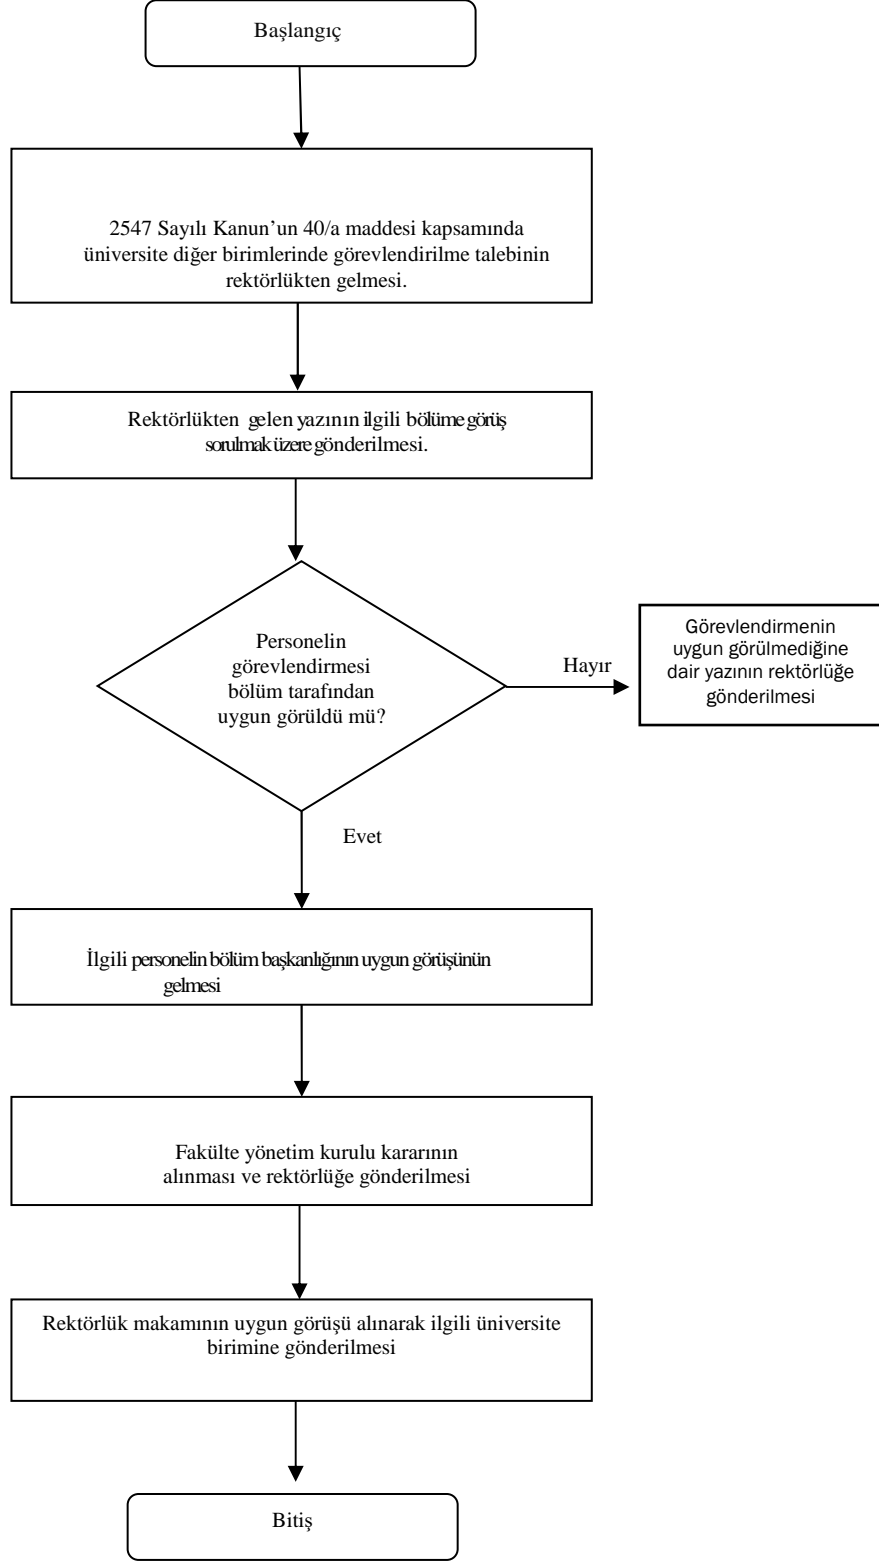 Başlangıç
2547 Sayılı Kanun’un 40/a maddesi kapsamında
üniversite diğer birimlerinde görevlendirilme talebinin
rektörlükten gelmesi.
Rektörlükten gelen yazının ilgili bölüme görüş
sorulmak üzere gönderilmesi.
Personelin
görevlendirmesi
bölüm tarafından
uygun görüldü mü?
Hayır
Görevlendirmenin
uygun görülmediğine
dair yazının rektörlüğe
gönderilmesi
Evet
İlgili personelin bölüm başkanlığının uygun görüşünün
gelmesi
Fakülte yönetim kurulu kararının
alınması ve rektörlüğe gönderilmesi
Rektörlük makamının uygun görüşü alınarak ilgili üniversite
birimine gönderilmesi
Bitiş